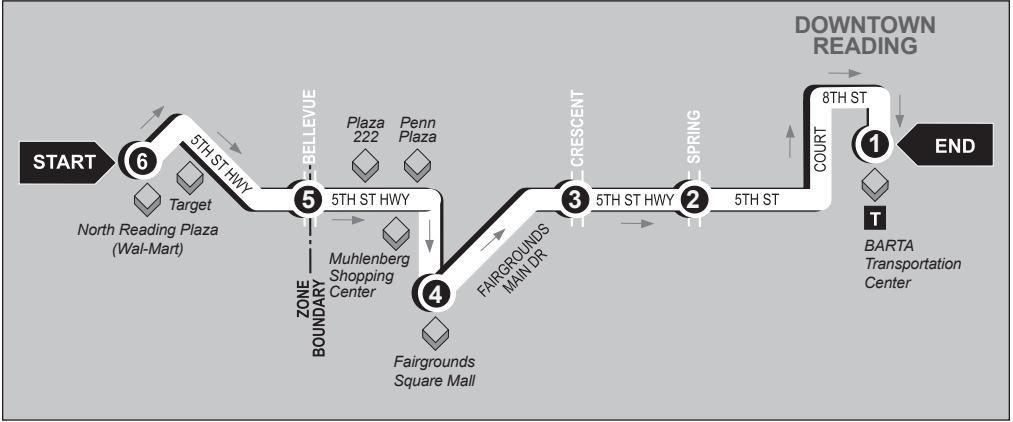 DOWNTOWN
READING
START
6
5TH ST HWY
Target
North Reading Plaza
(Wal-Mart)
BELLEVUE
5
ZONE
BOUNDARY
Plaza
222
Penn
Plaza
5TH ST HWY
Muhlenberg
Shopping
Center
4
Fairgrounds
Square Mall
FAIRGROUNDS
MAIN DR
CRESCENT
3
5TH ST HWY
SPRING
2
5TH ST
COURT
8TH ST
1
END
T
BARTA
Transportation
Center